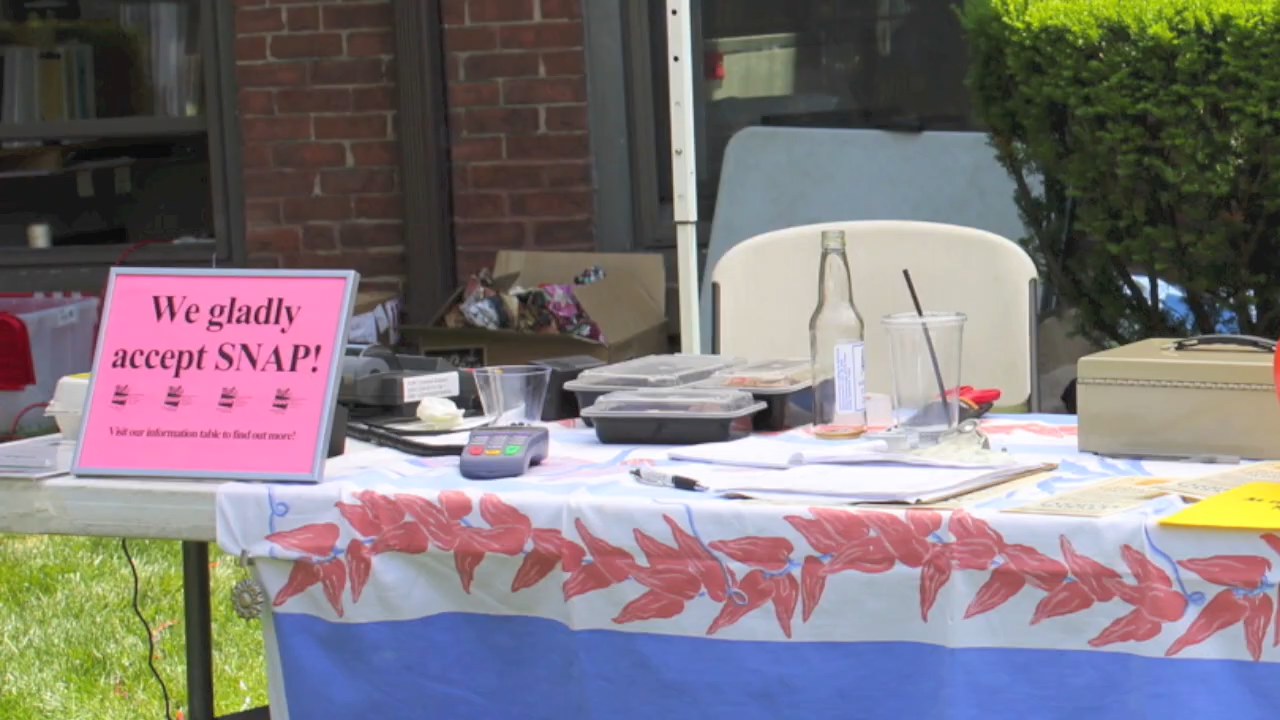 We gladly
accept SNAP!
Visit our information table to find out more!